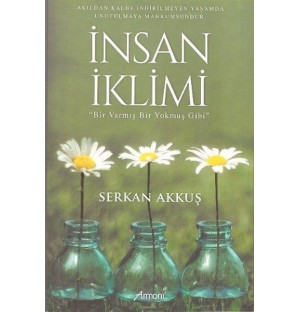 AKILDAN KALBE İNDİRİLMEYEN YAŞAMDA
UNUTULMAYA MAHKUMSUNDUR
İNSAN
İKLİMİ
"Bir Varmış Bir Yokmuş Gibi"
SERKAN AKKUŞ
Armoni